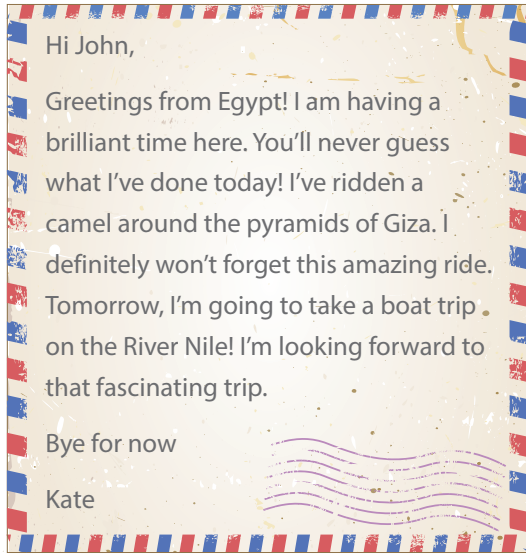 Hi John,
Greetings from Egypt! I am having a
brilliant time here. You’ll never guess
what I’ve done today! I’ve ridden a
camel around the pyramids of Giza. I
definitely won’t forget this amazing ride.
Tomorrow, I’m going to take a boat trip
on the River Nile! I’m looking forward to
that fascinating trip.
Bye for now
Kate